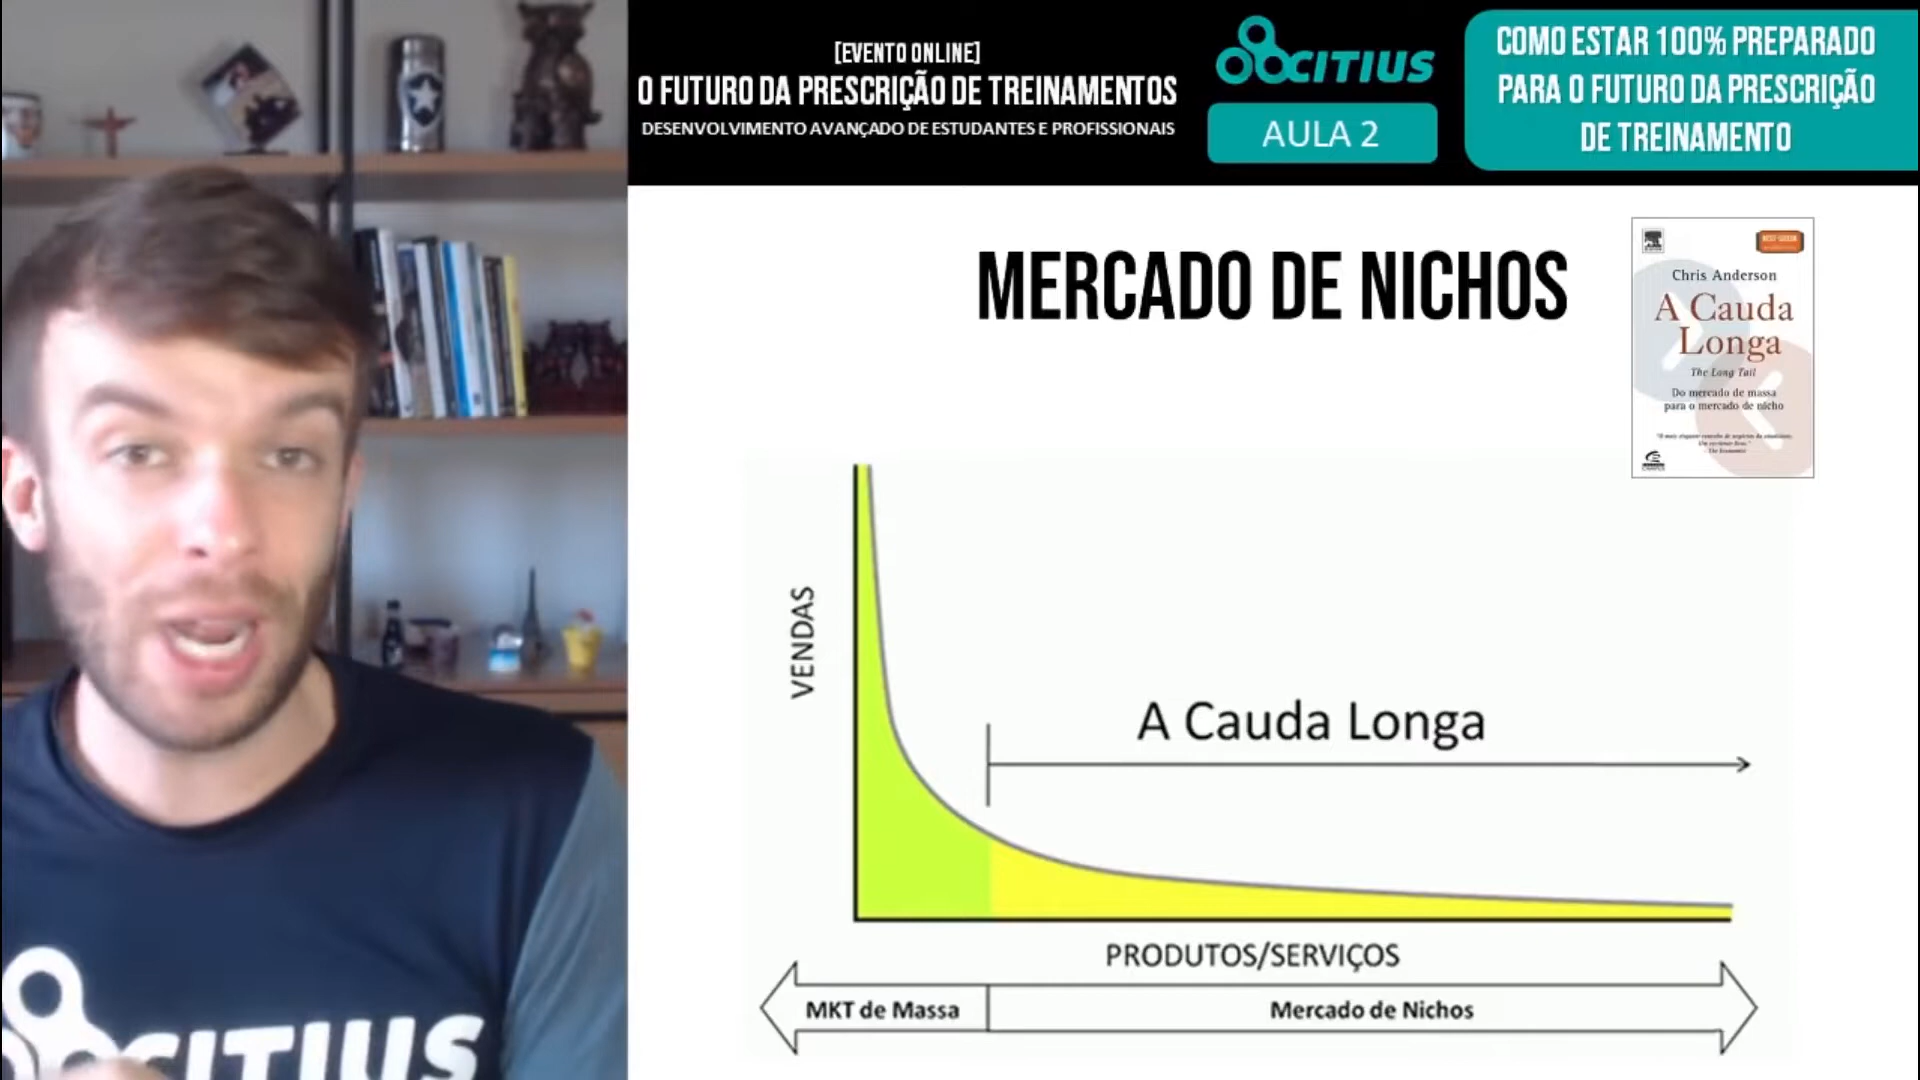 [EVENTO ONLINE]
O FUTURO DA PRESCRIÇÃO DE TREINAMENTOS
DESENVOLVIMENTO AVANÇADO DE ESTUDANTES E PROFISSIONAIS
CITIUS
AULA 2
COMO ESTAR 100% PREPARADO
PARA O FUTURO DA PRESCRIÇÃO
DE TREINAMENTO
MERCADO DE NICHOS
Chris Anderson
A Cauda
Longa
The Long Tail
Do mercado de massa
para o mercado de nicho
VENDAS
A Cauda Longa
PRODUTOS/SERVIÇOS
MKT de Massa
Mercado de Nichos
CITIUS